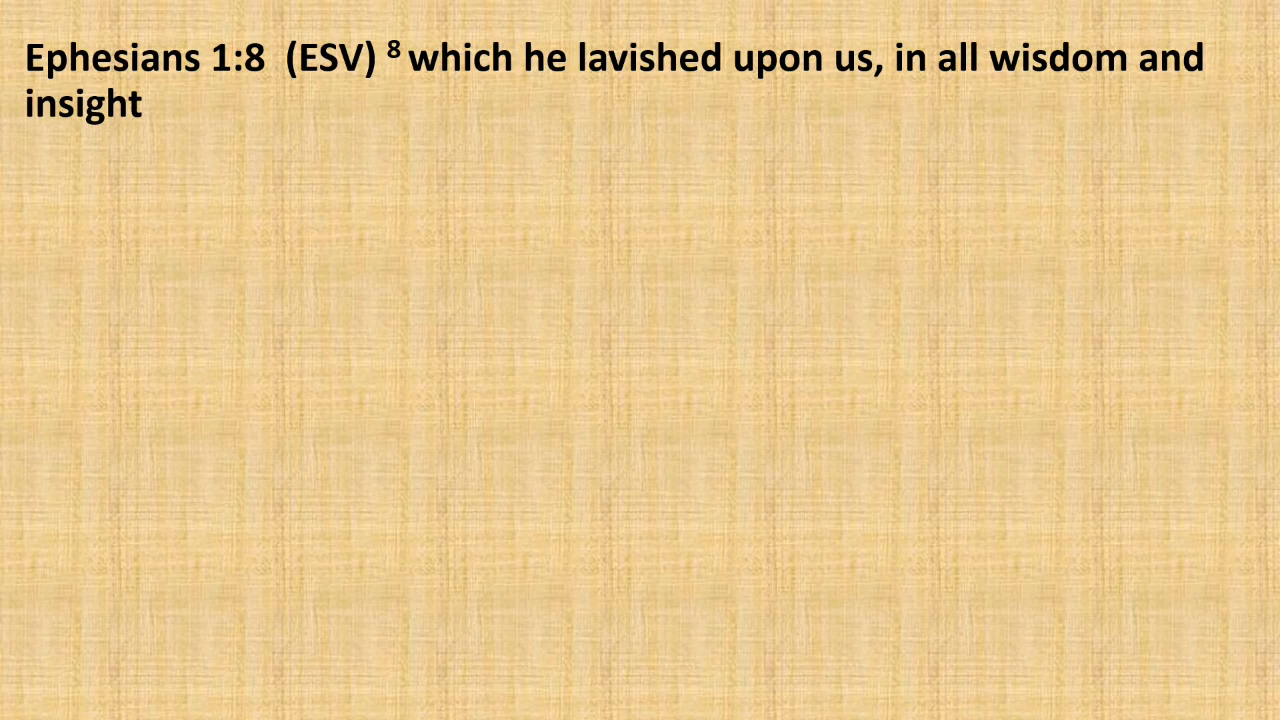 Ephesians 1:8  (ESV) ⁸ which he lavished upon us, in all wisdom and
insight